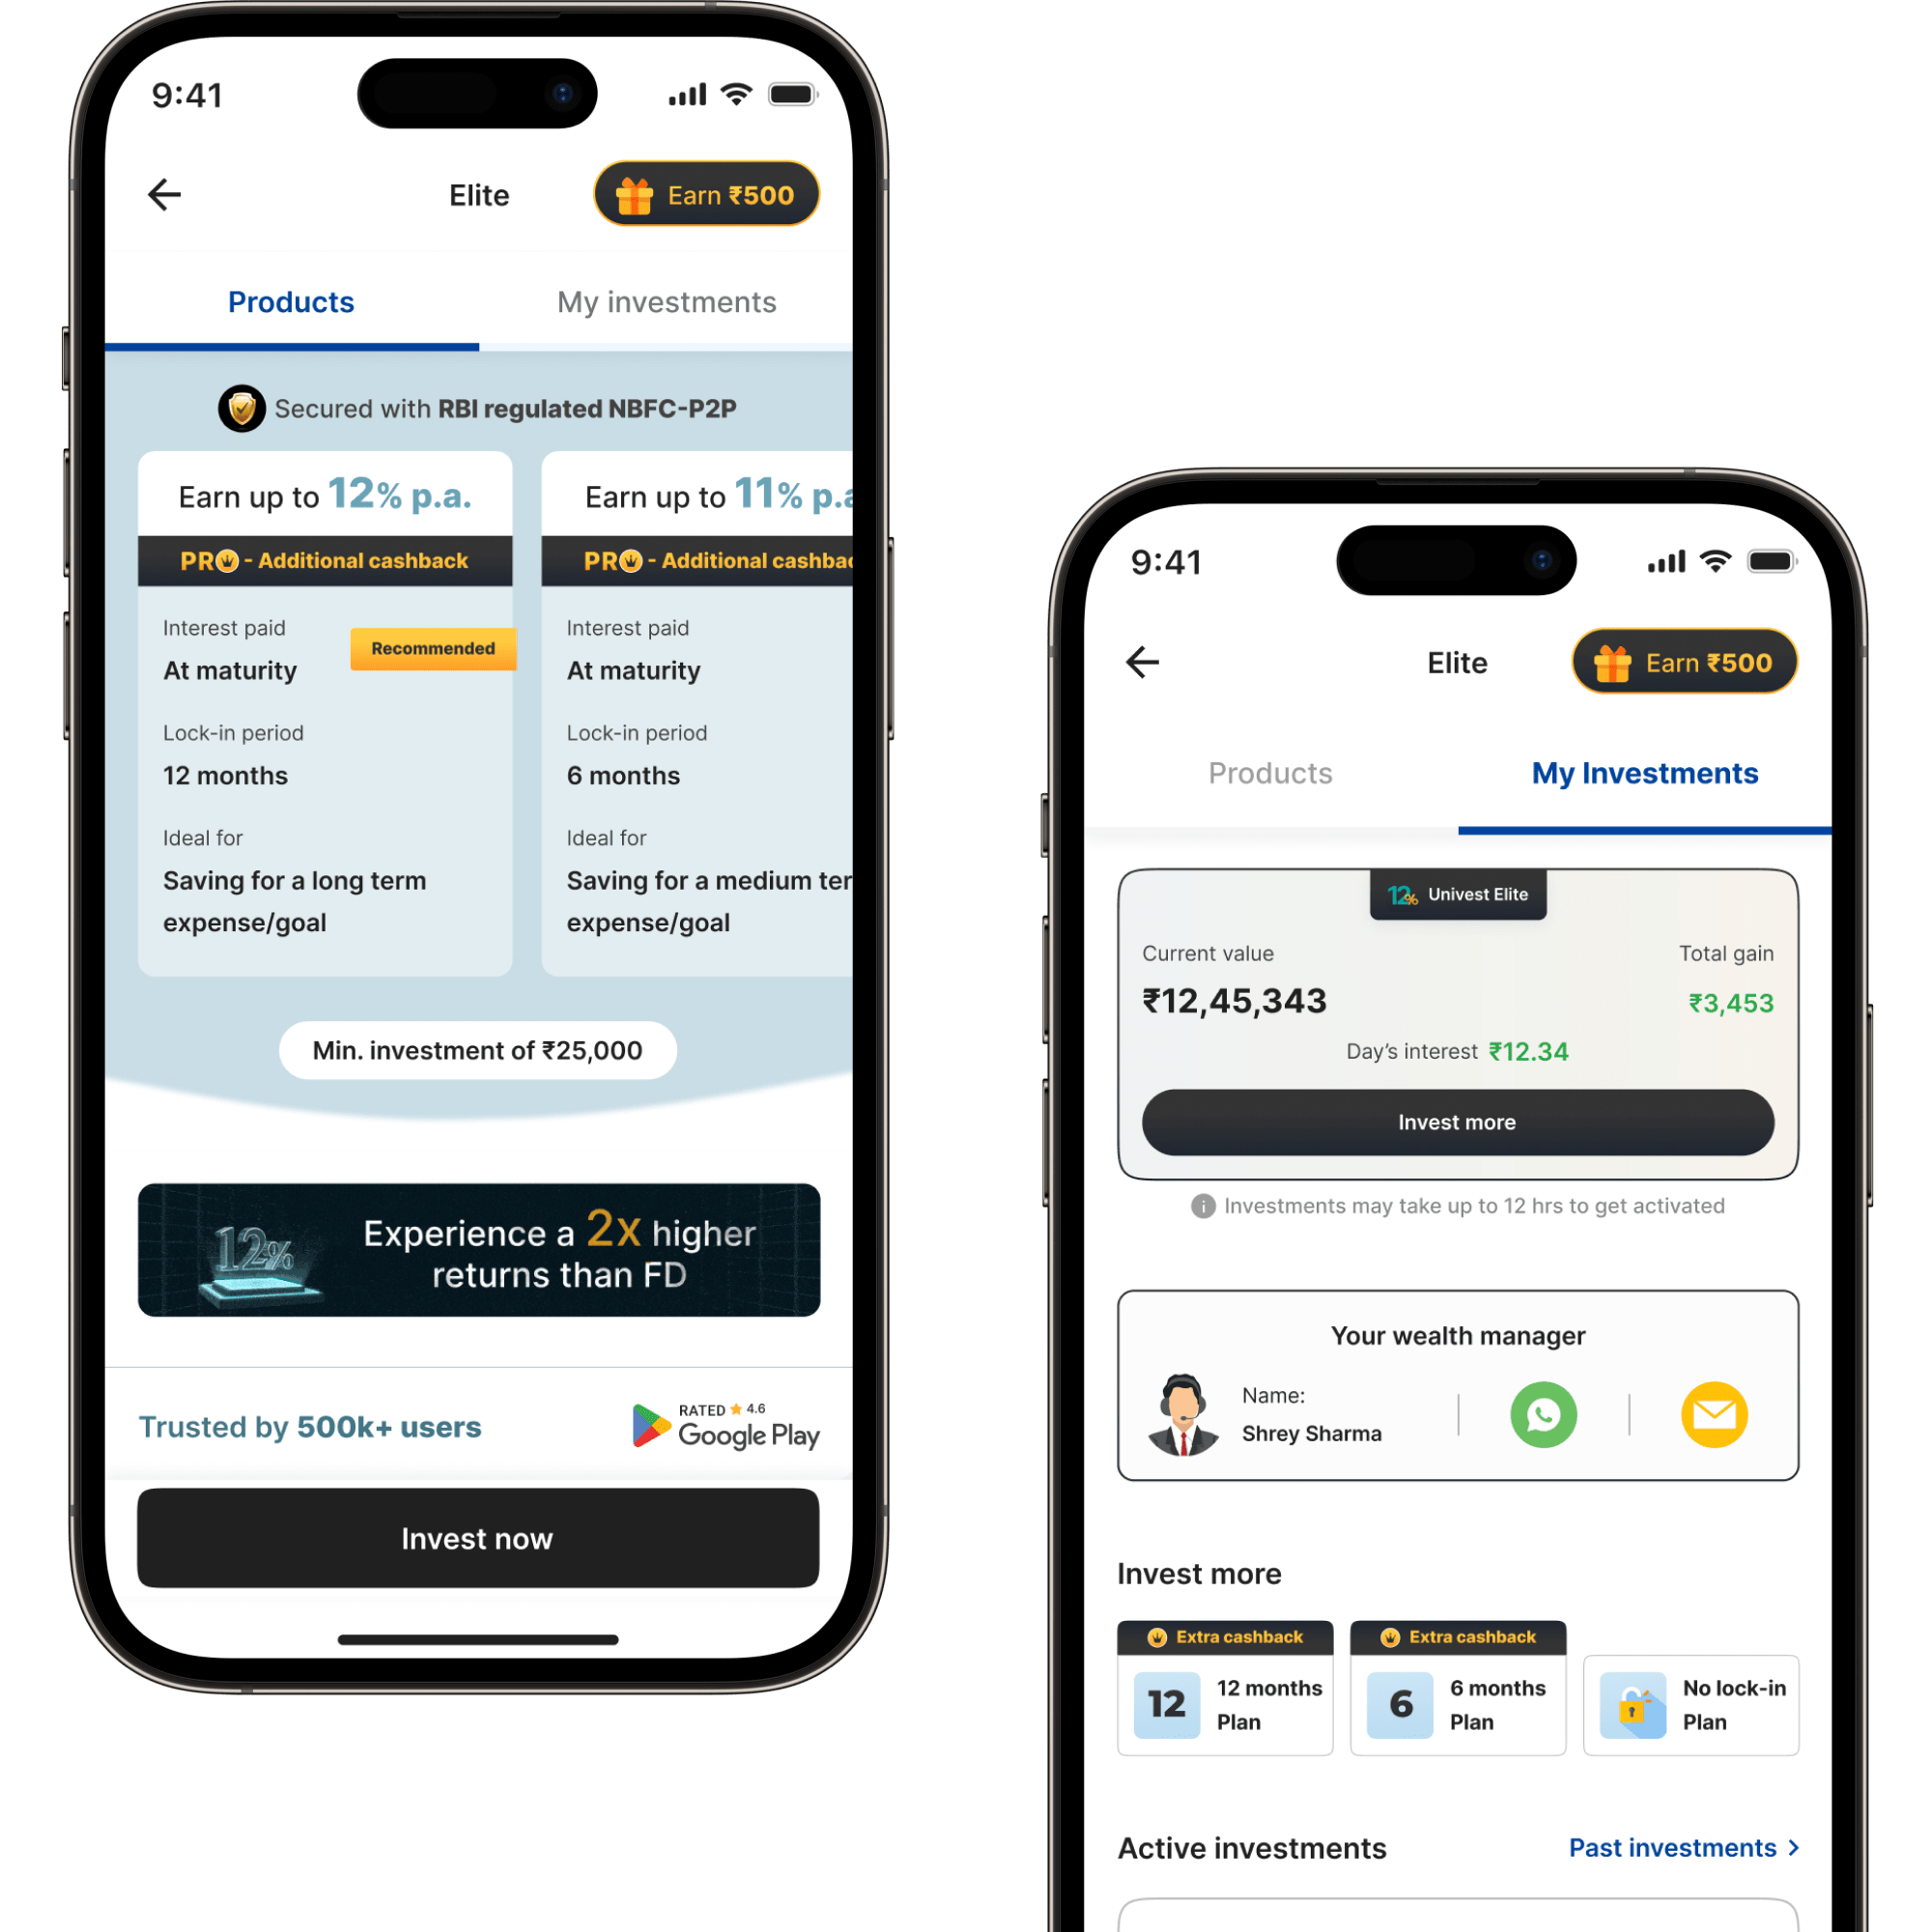 9:41
Elite
Earn ₹500
Products
My investments
Secured with RBI regulated NBFC-P2P
Earn up to 12% p.a.
PRO - Additional cashback
Interest paid
At maturity
Recommended
Lock-in period
12 months
Ideal for
Saving for a long term
expense/goal
Earn up to 11% p.a
PRO - Additional cashbac
Interest paid
At maturity
Lock-in period
6 months
Ideal for
Saving for a medium ter
expense/goal
Min. investment of ₹25,000
12%
Experience a 2x higher
returns than FD
Trusted by 500k+ users
RATED ★ 4.6
Google Play
Invest now
9:41
Elite
Earn ₹500
Products
My Investments
12% Univest Elite
Current value
Total gain
₹12,45,343
₹3,453
Day's interest ₹12.34
Invest more
Investments may take up to 12 hrs to get activated
Your wealth manager
Name:
Shrey Sharma
Invest more
Extra cashback
12
12 months
Plan
Extra cashback
6
6 months
Plan
No lock-in
Plan
Active investments
Past investments >